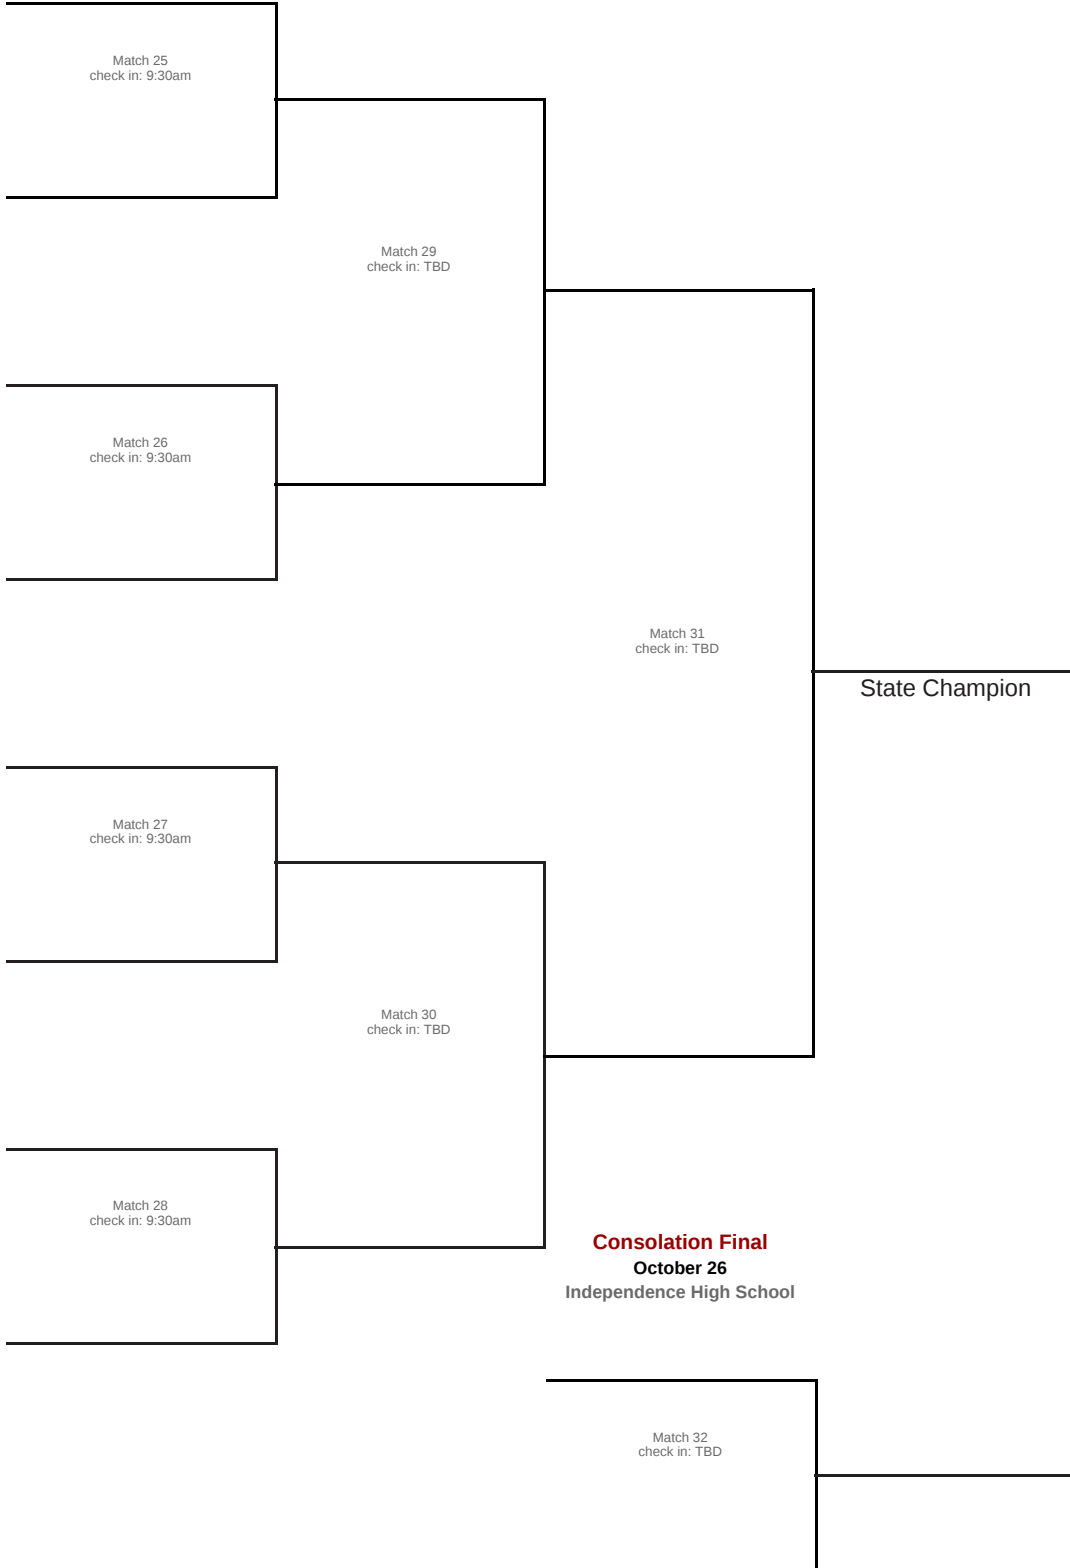 Match 25
check in: 9:30am
Match 29
check in: TBD
Match 26
check in: 9:30am
Match 31
check in: TBD
State Champion
Match 27
check in: 9:30am
Match 30
check in: TBD
Match 28
check in: 9:30am
Consolation Final
October 26
Independence High School
Match 32
check in: TBD